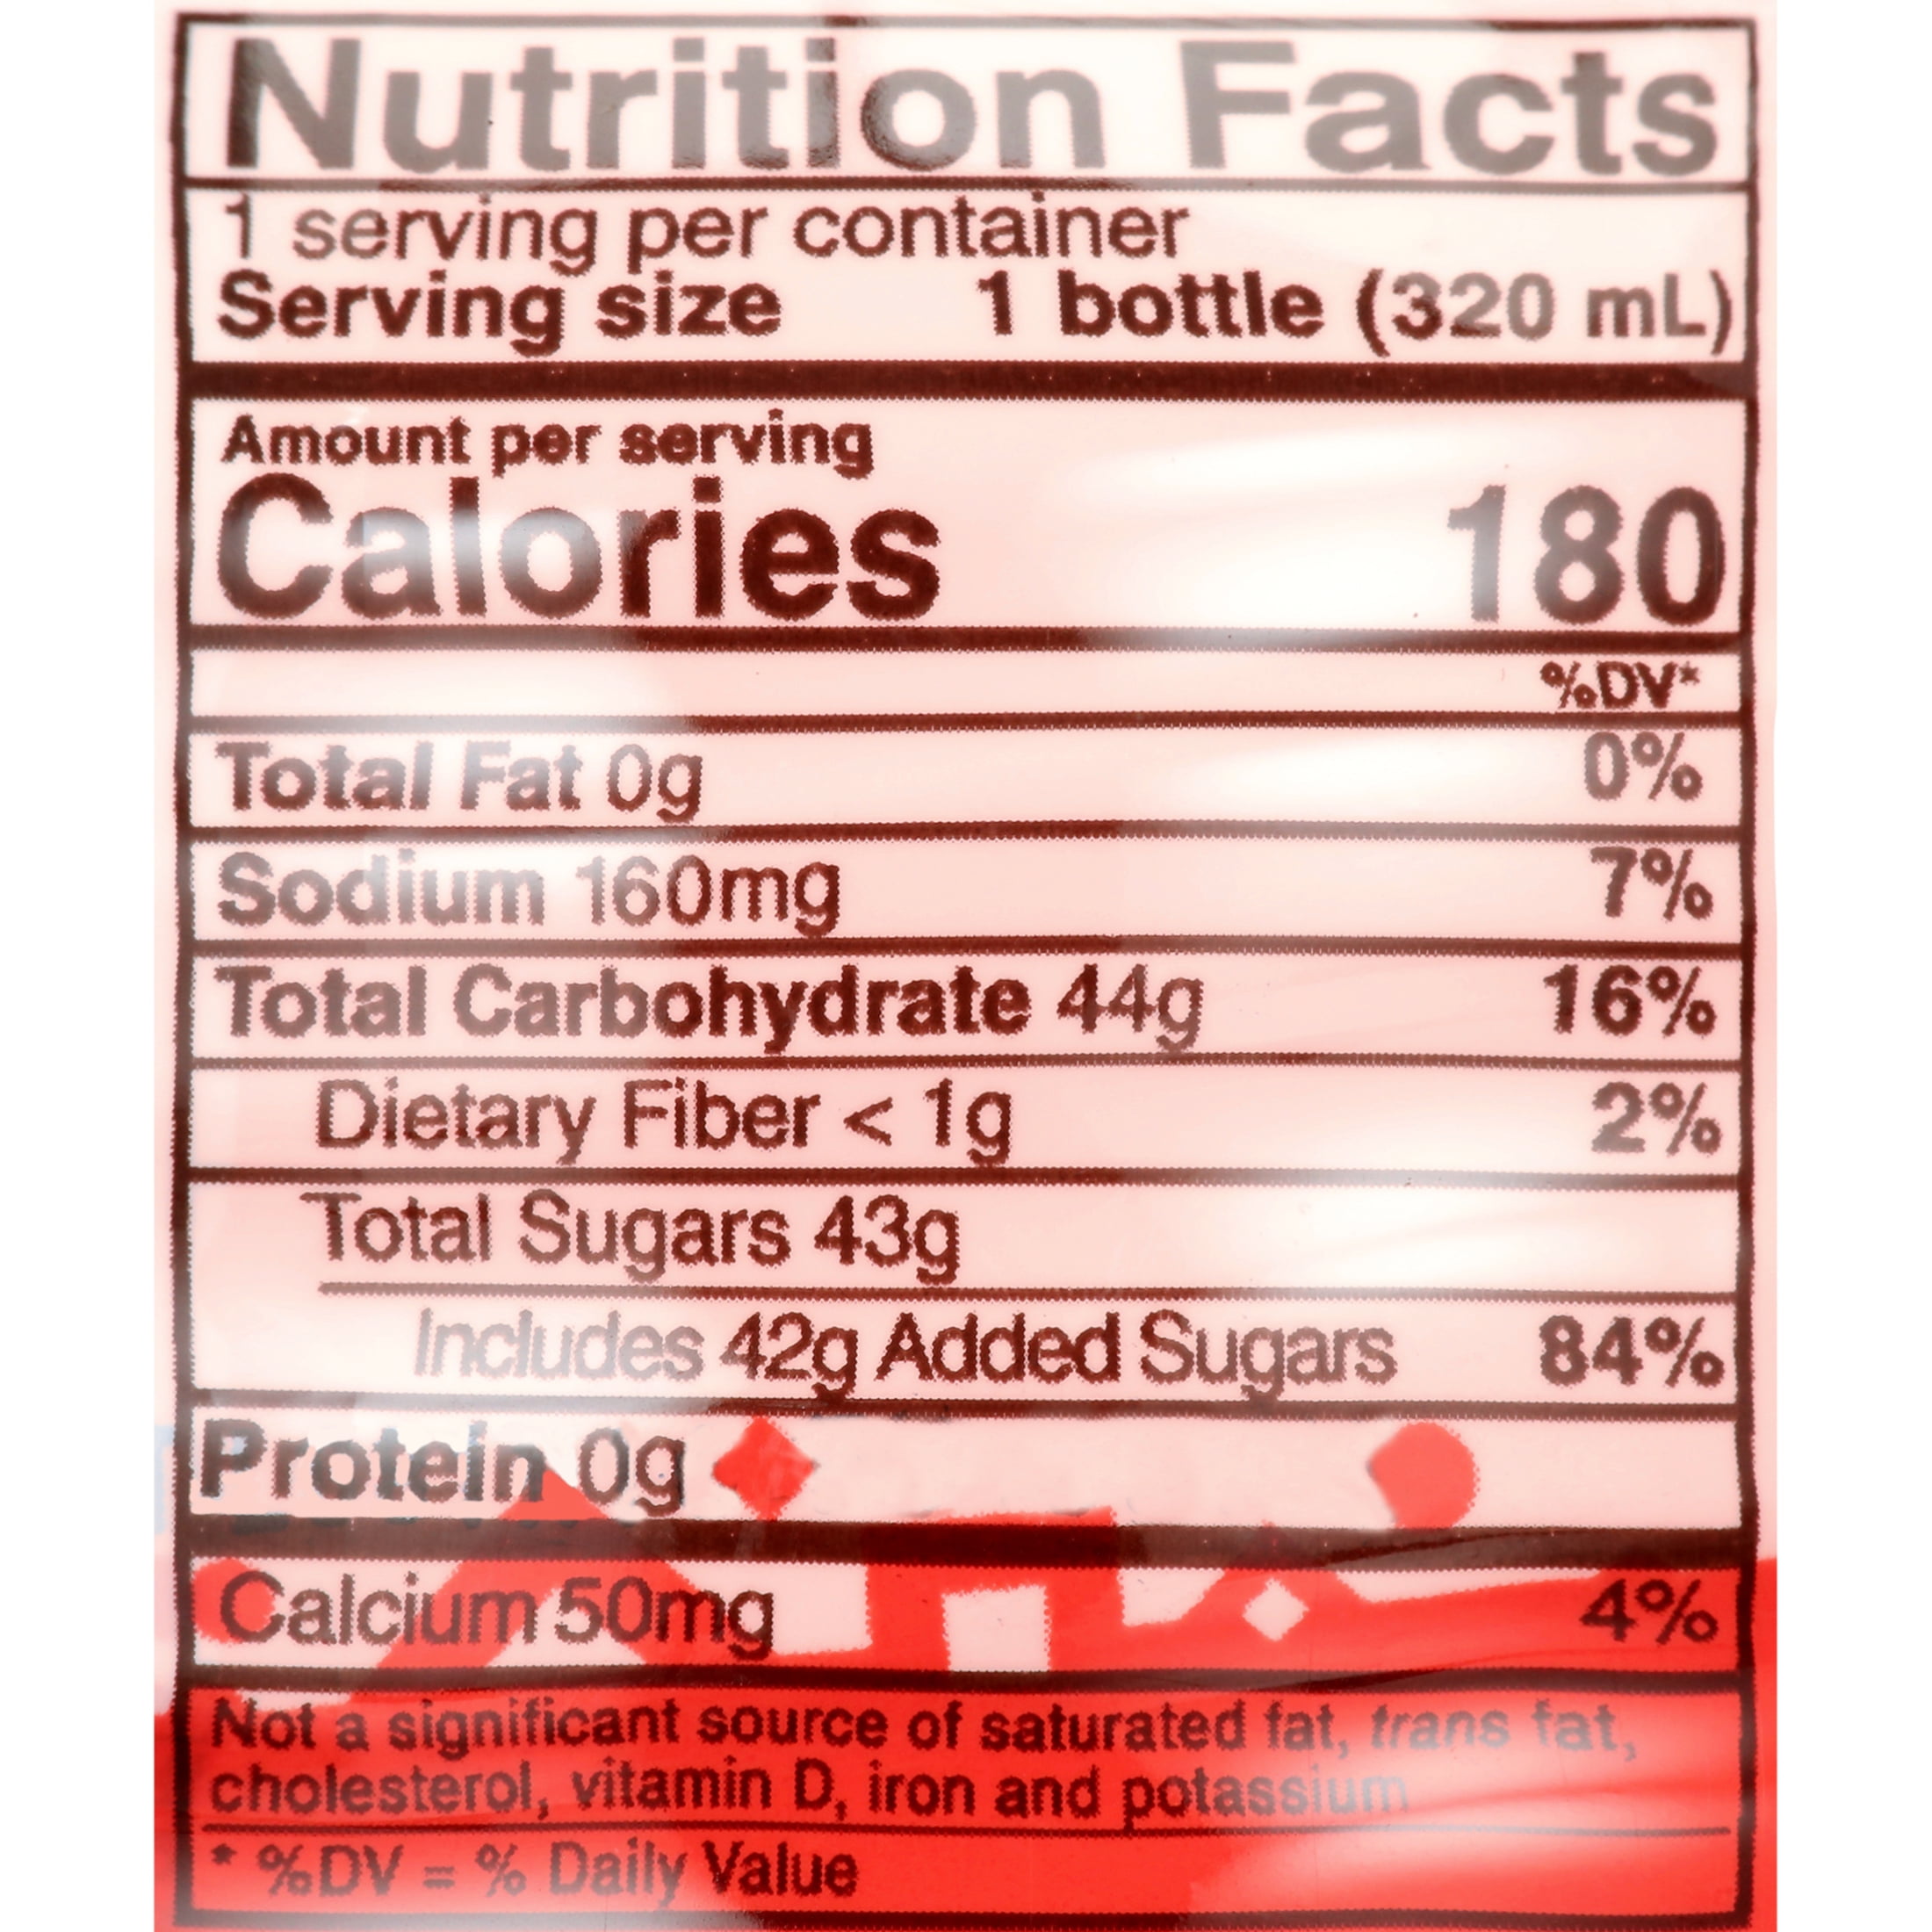 Nutrition Facts
1 serving per container
Serving size 1 bottle (320 mL)
Amount per serving
Calories 180
%DV*
Total Fat 0g 0%
Sodium 160mg 7%
Total Carbohydrate 44g 16%
Dietary Fiber < 1g 2%
Total Sugars 43g
Includes 42g Added Sugars 84%
Protein 0g
Calcium 50mg 4%
Not a significant source of saturated fat, trans fat,
cholesterol, vitamin D, iron and potassium
* %DV = % Daily Value